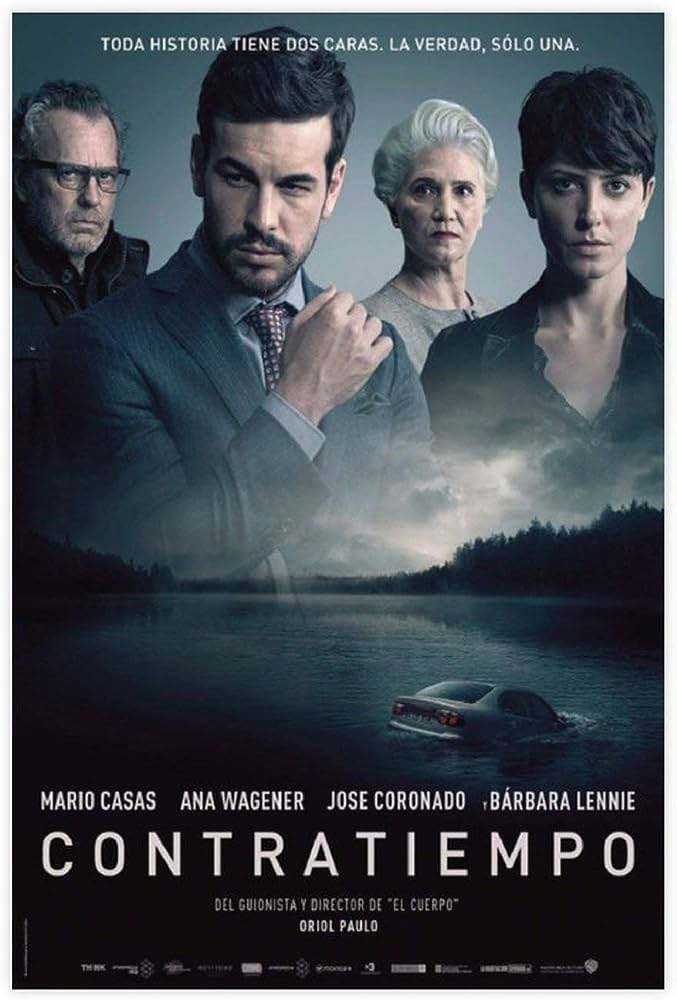 TODA HISTORIA TIENE DOS CARAS. LA VERDAD, SÓLO UNA.
MARIO CASAS ANA WAGENER JOSE CORONADO Y BÁRBARA LENNIE
CONTRATIEMPO
DEL GUIONISTA Y DIRECTOR DE "EL CUERPO"
ORIOL PAULO